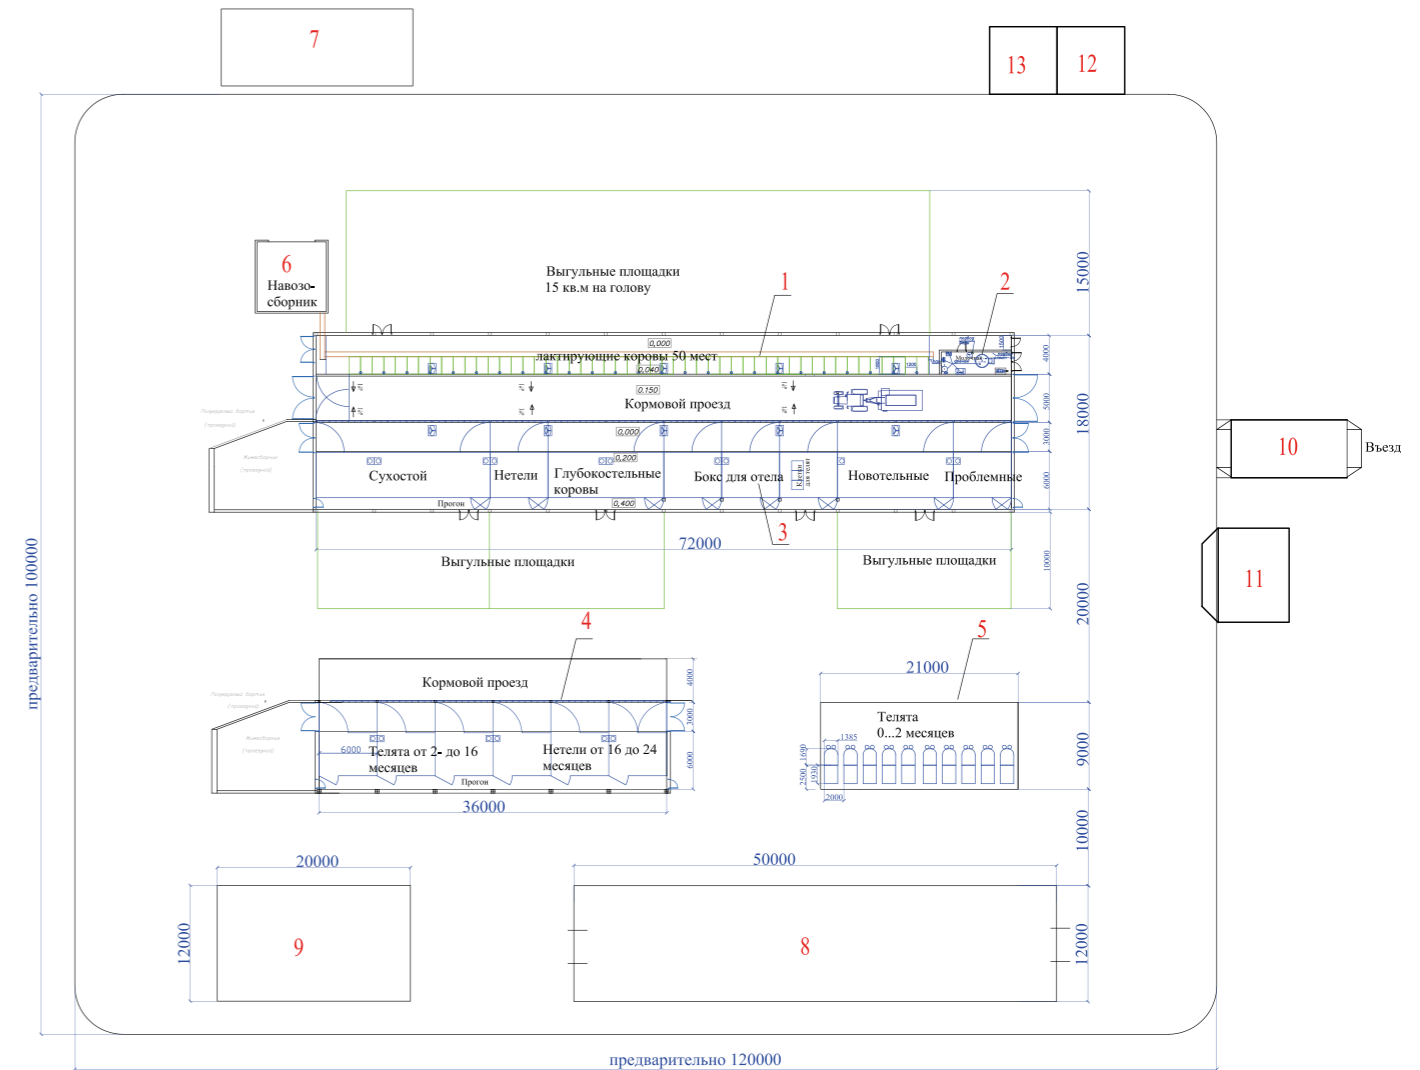 7
13
12
15000
Выгульные площадки
15 кв.м на голову
6
Навозо-
сборник
1
2
0,000
лактирующие коровы 50 мест
0,040
4000
0.150
Кормовой проезд
5000
18000
0,000
3000
0,200
Сухостой
Нетели
Глубокостельные
коровы
Бокс для отела
Новотельные
Проблемные
6000
Прогон
0,400
10
Въезд
3
72000
Выгульные площадки
Выгульные площадки
10000
11
предварительно 100000
20000
4
5
Кормовой проезд
4000
21000
3000
Телята
0...2 месяцев
1385
6000
Телята от 2- до 16
месяцев
Нетели от 16 до 24
месяцев
6000
1690
2500
1930
2000
9000
Прогон
36000
10000
20000
50000
12000
9
8
12000
предварительно 120000